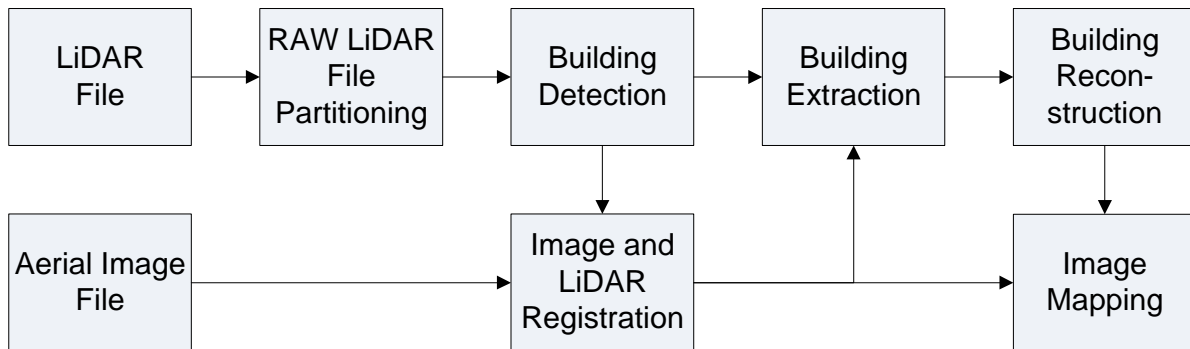 LiDAR
File
RAW LiDAR
File
Partitioning
Building
Detection
Building
Extraction
Building
Recon-
struction
Aerial Image
File
Image and
LiDAR
Registration
Image
Mapping